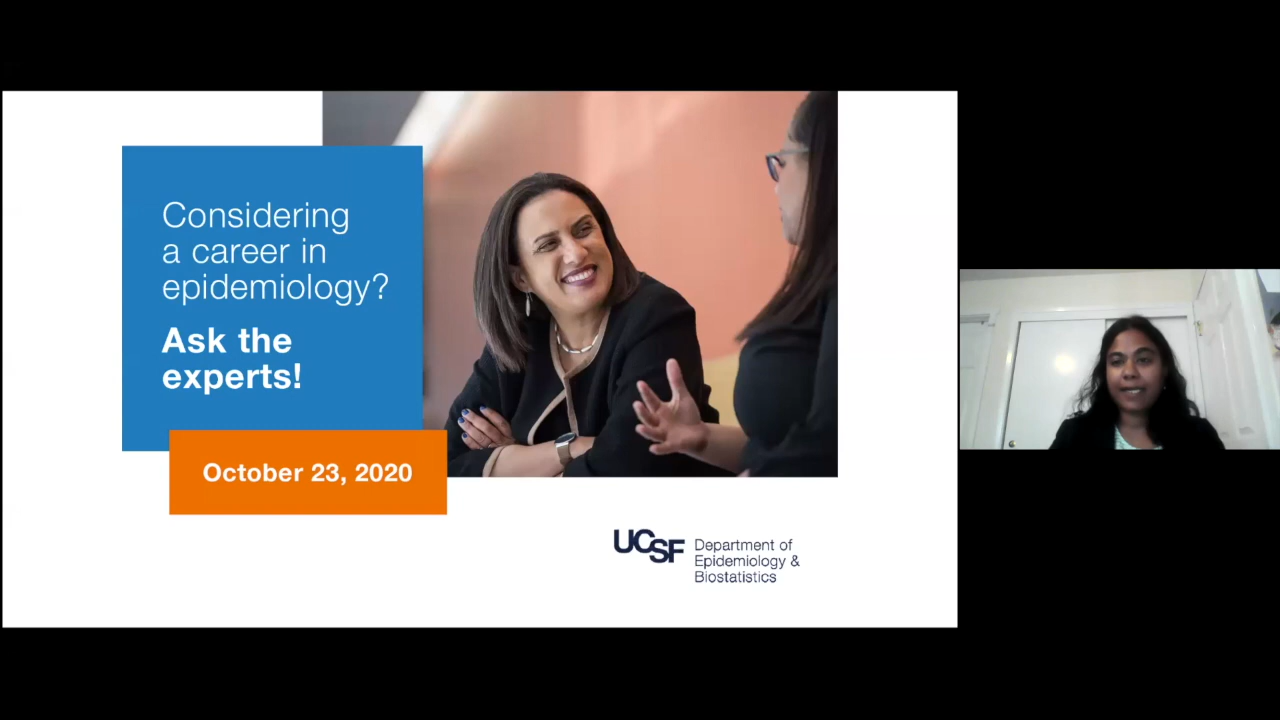 Considering
a career in
epidemiology?
Ask the
experts!
October 23, 2020
UCSF
Department of
Epidemiology &
Biostatistics